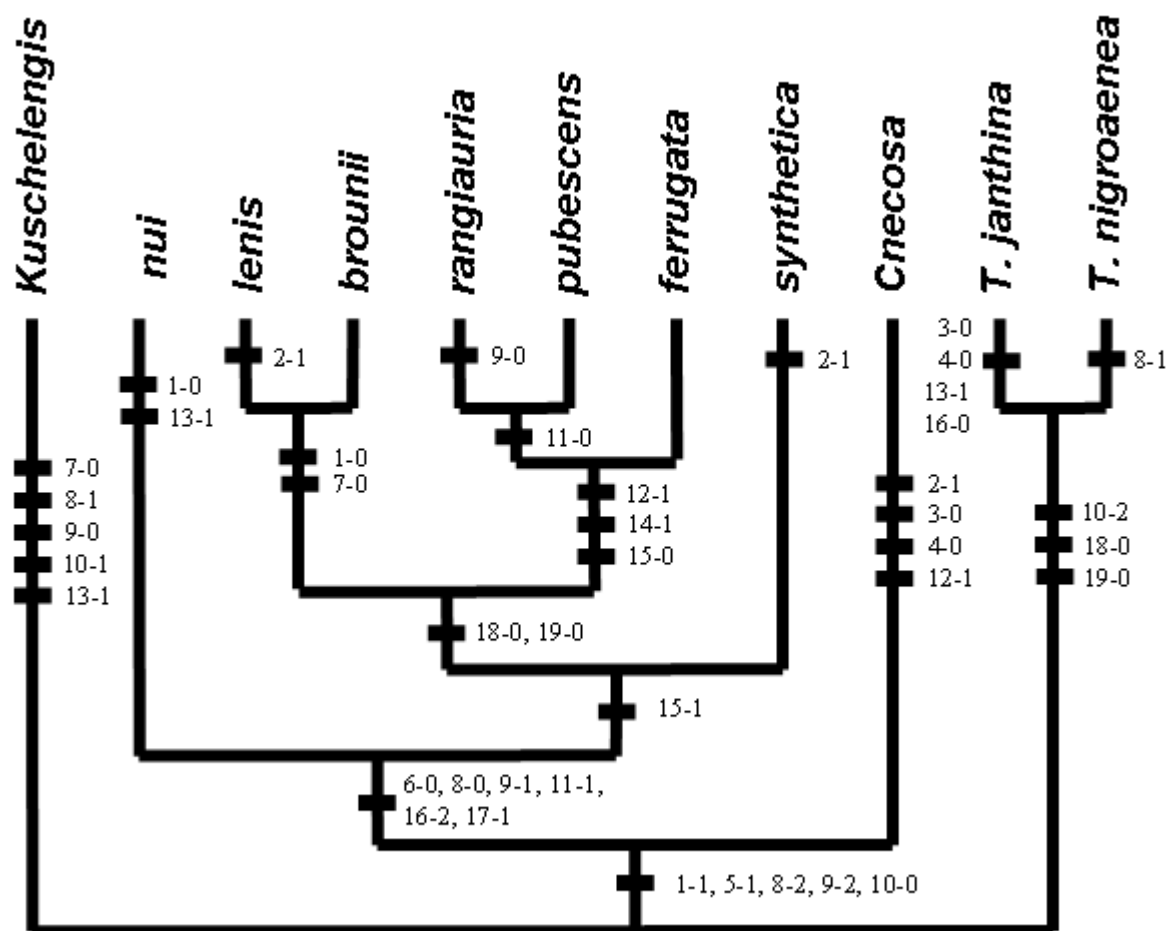 Kuschelengis
nui
lenis
brounii
rangiauria
pubescens
ferrugata
synthetica
Cnecosa
T. janthina
T. nigroaenea
3-0
4-0
13-1
16-0
8-1
2-1
9-0
2-1
1-0
13-1
11-0
1-0
7-0
7-0
8-1
9-0
10-1
13-1
12-1
14-1
15-0
2-1
3-0
4-0
12-1
10-2
18-0
19-0
18-0, 19-0
15-1
6-0, 8-0, 9-1, 11-1,
16-2, 17-1
1-1, 5-1, 8-2, 9-2, 10-0